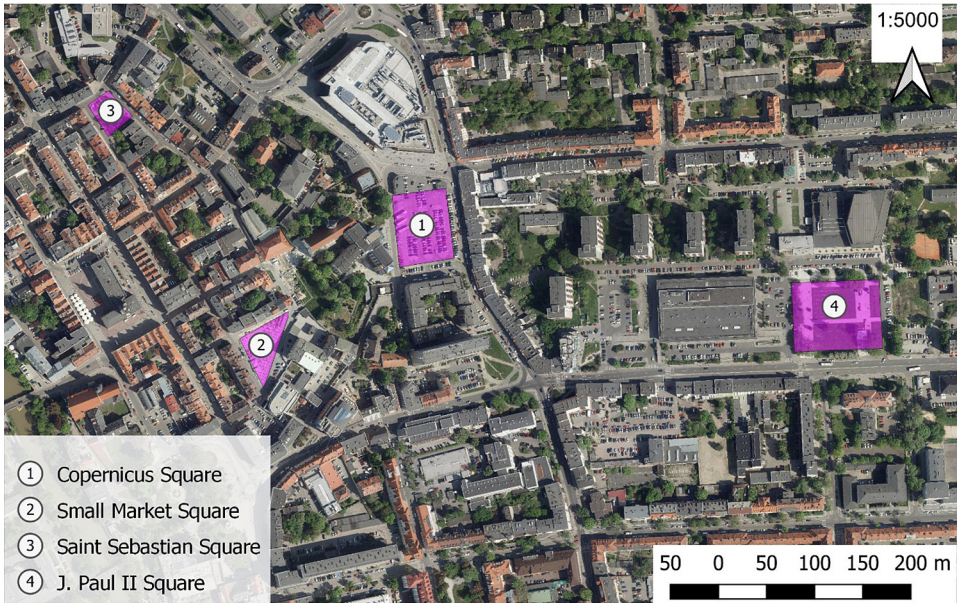 1:5000
3
1
4
2
1 Copernicus Square
2 Small Market Square
3 Saint Sebastian Square
4 J. Paul II Square
50 0 50 100 150 200 m